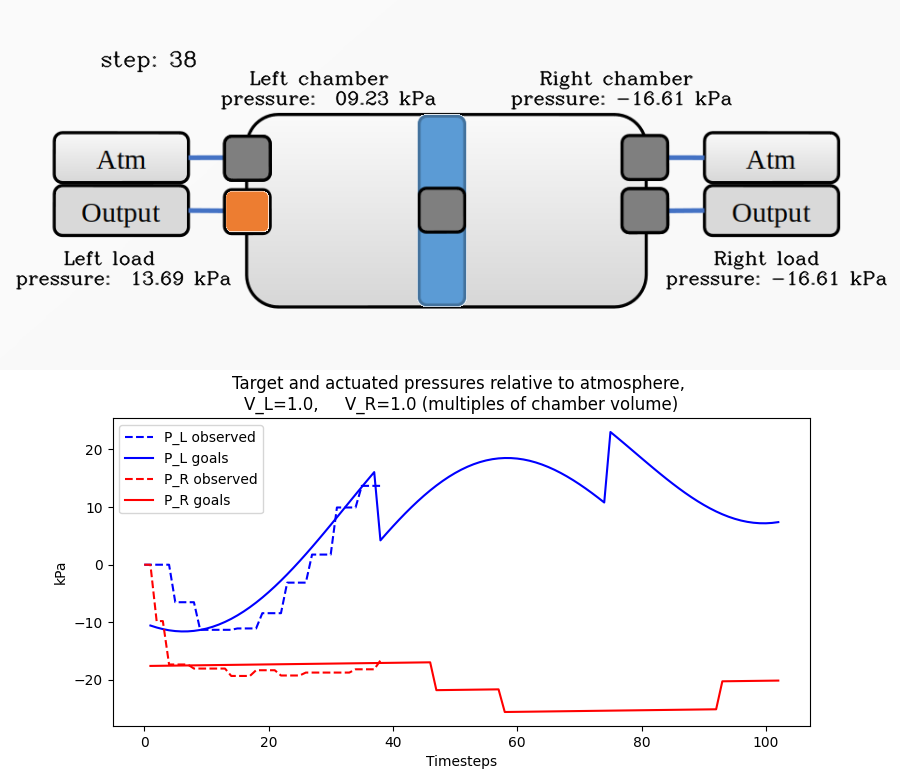 step: 38
Left chamber
pressure:  09.23 kPa
Right chamber
pressure: −16.61 kPa
Atm
Output
Left load
pressure:  13.69 kPa
Atm
Output
Right load
pressure: −16.61 kPa
Target and actuated pressures relative to atmosphere,
V_L=1.0,     V_R=1.0 (multiples of chamber volume)
P_L observed
P_L goals
P_R observed
P_R goals
kPa
20
10
0
−10
−20
0 20 40 60 80 100
Timesteps